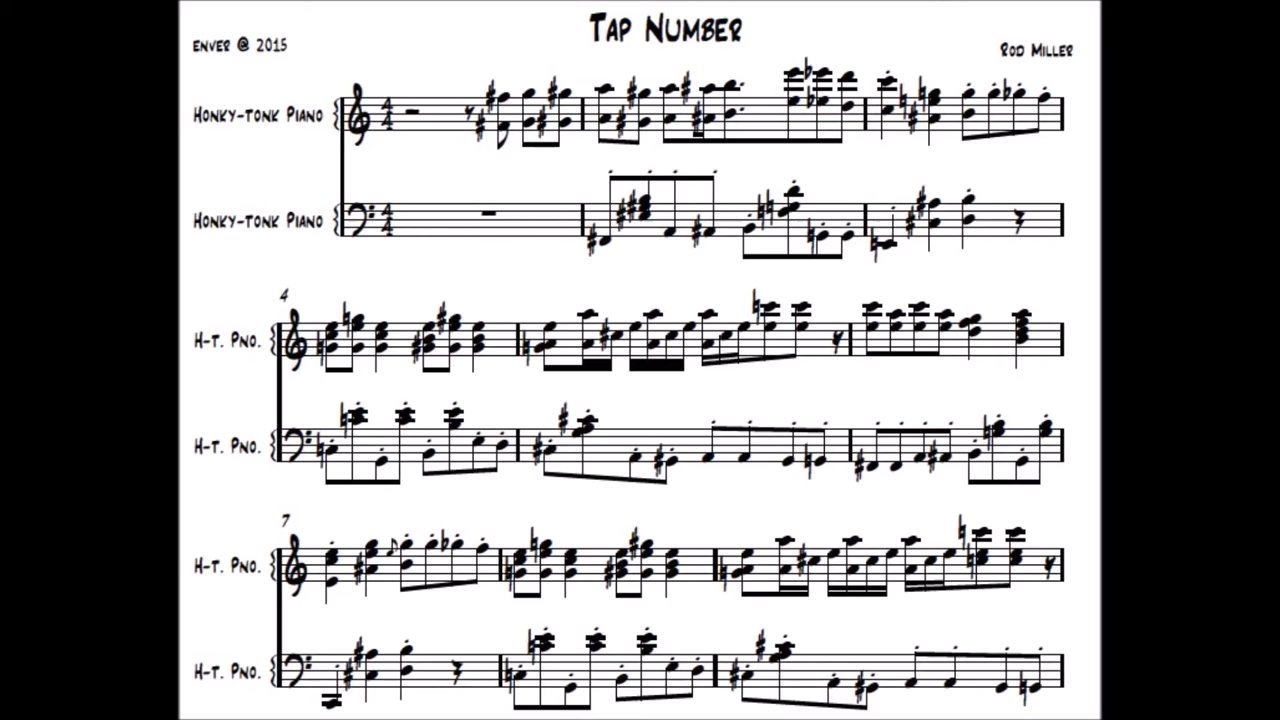 TAP NUMBER
ENVER @ 2015
ROD MILLER
HONKY-TONK PIANO
HONKY-TONK PIANO
4
H-T. PNO.
H-T. PNO.
7
H-T. PNO.
H-T. PNO.